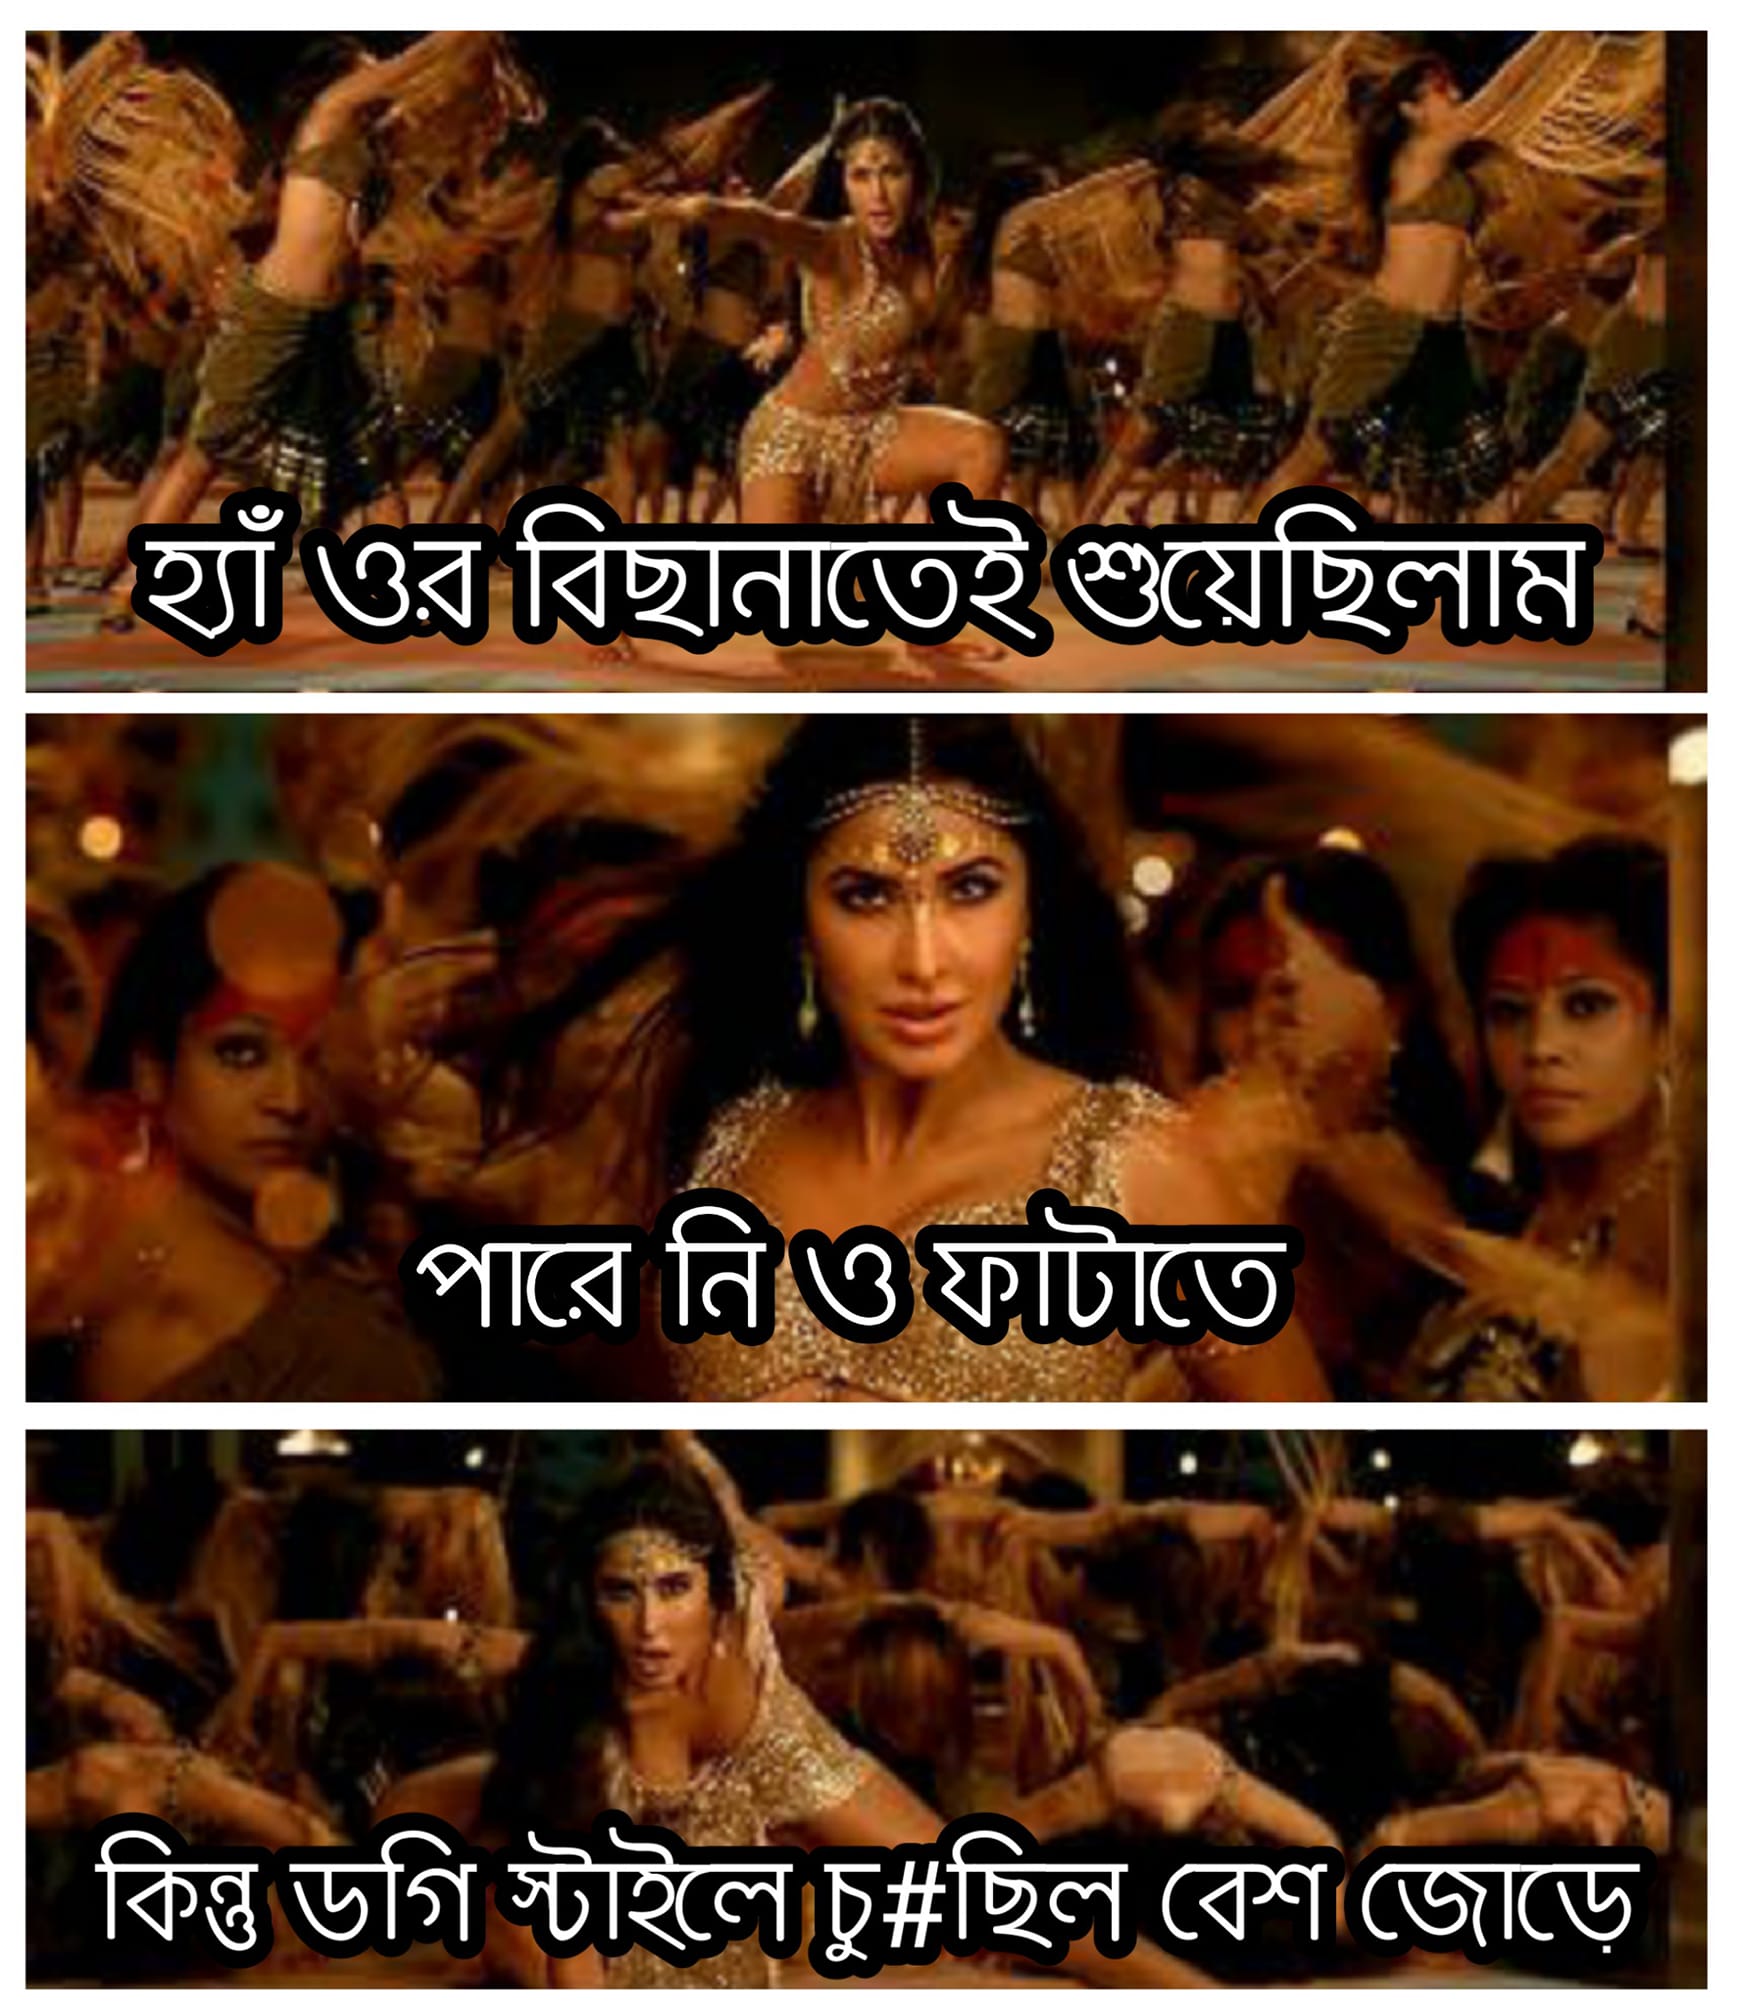 হ্যাঁ ওর বিছানাতেই শুয়েছিলাম
পারে নি ও ফাটাতে
কিন্তু ডগি স্টাইলে চু#ছিল বেশ জোড়ে